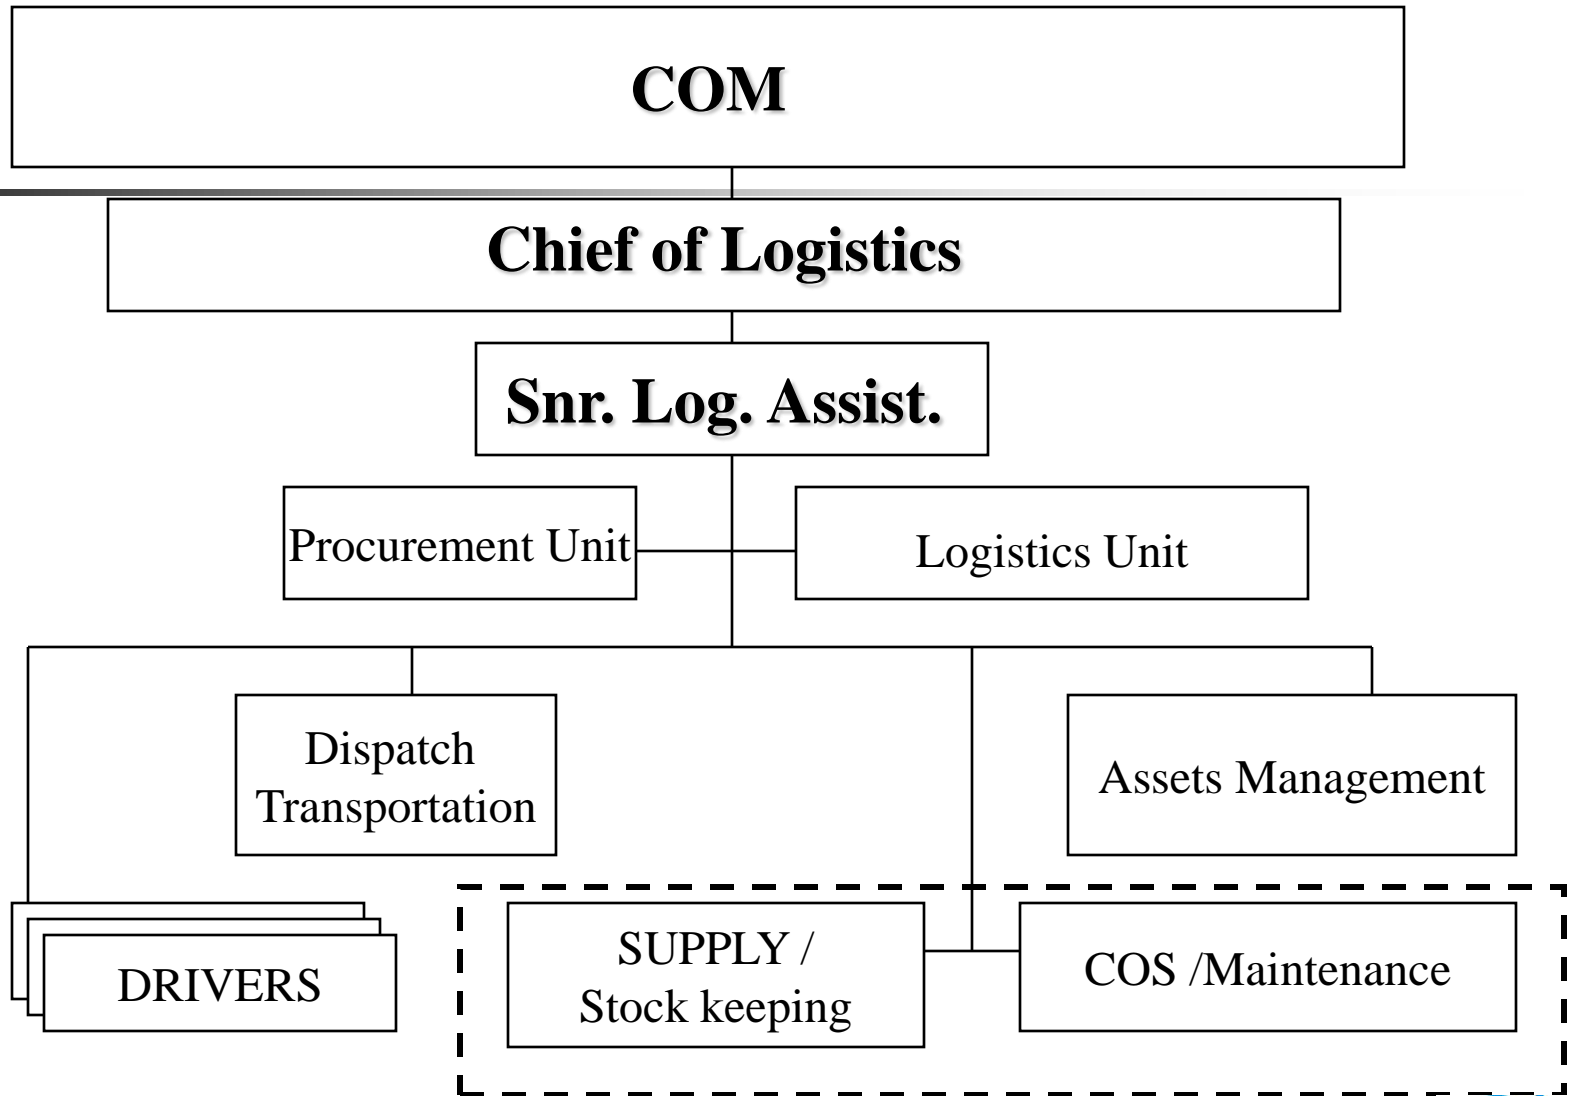 COM
Chief of Logistics
Snr. Log. Assist.
Procurement Unit
Logistics Unit
Dispatch
Transportation
Assets Management
DRIVERS
SUPPLY /
Stock keeping
COS /Maintenance